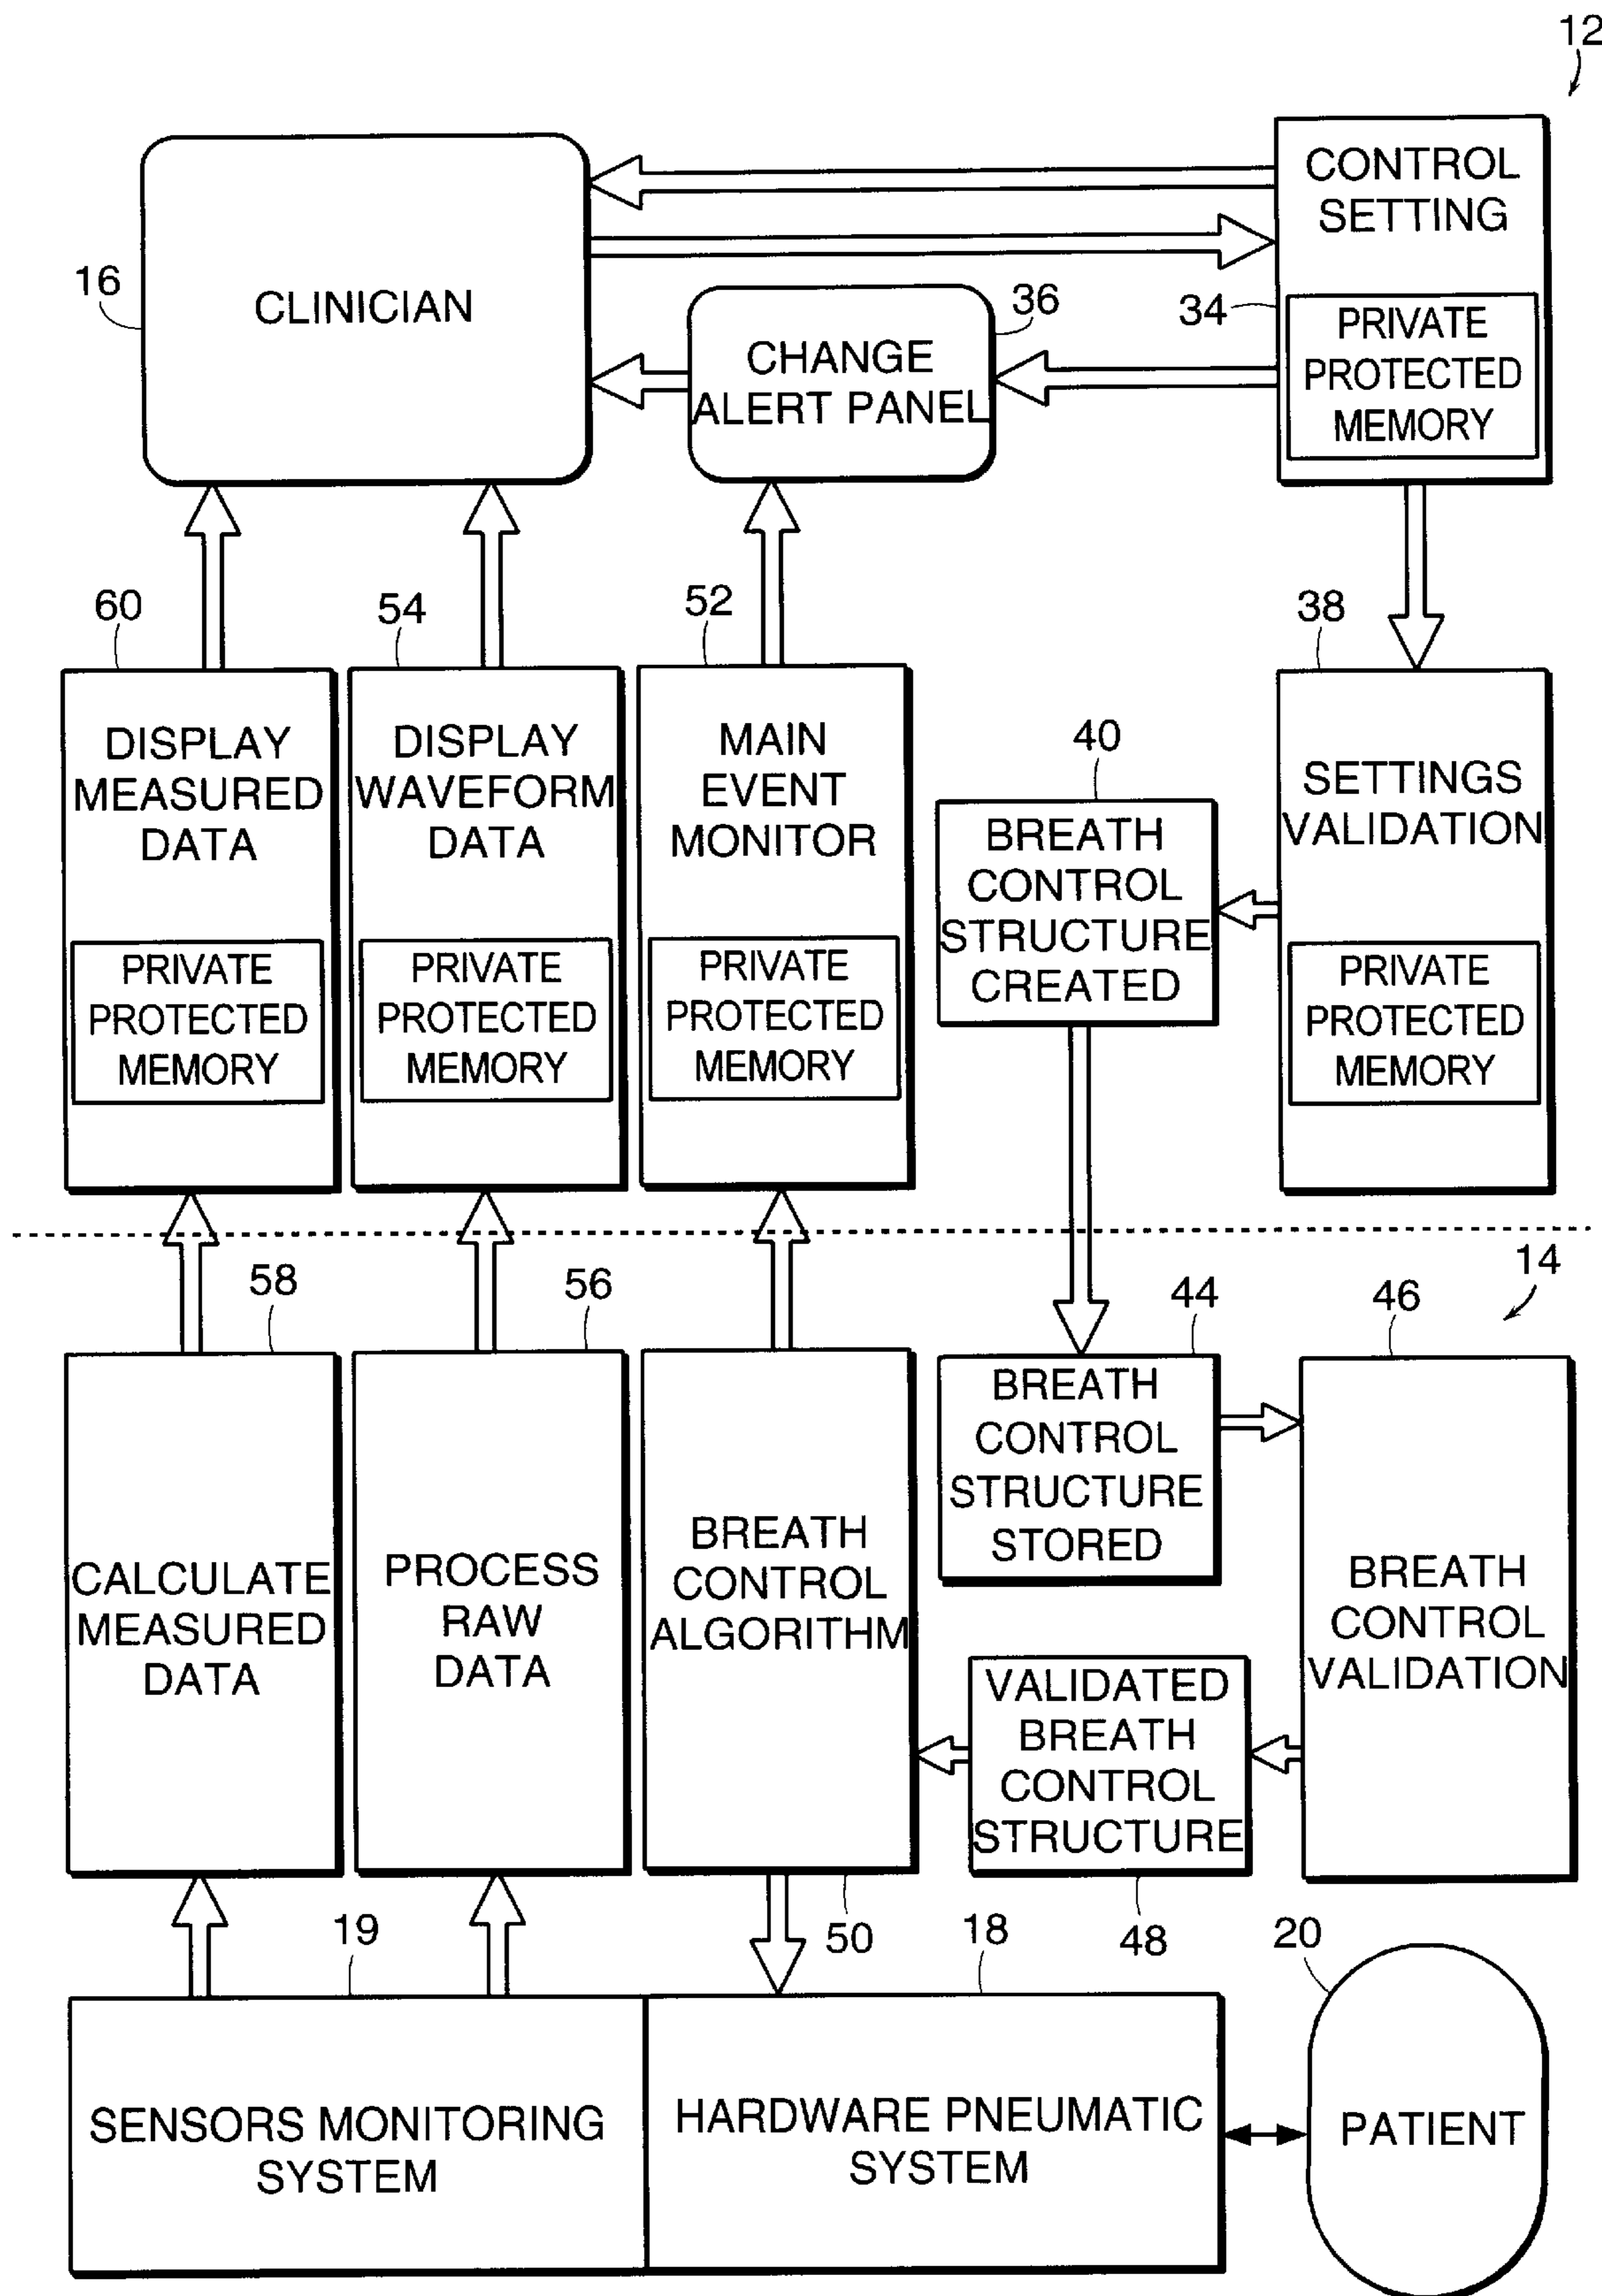 12
CLINICIAN
16
CONTROL
SETTING
34
PRIVATE
PROTECTED
MEMORY
36
CHANGE
ALERT PANEL
60
DISPLAY
MEASURED
DATA
PRIVATE
PROTECTED
MEMORY
54
DISPLAY
WAVEFORM
DATA
PRIVATE
PROTECTED
MEMORY
52
MAIN
EVENT
MONITOR
PRIVATE
PROTECTED
MEMORY
40
BREATH
CONTROL
STRUCTURE
CREATED
38
SETTINGS
VALIDATION
PRIVATE
PROTECTED
MEMORY
14
58
CALCULATE
MEASURED
DATA
56
PROCESS
RAW
DATA
BREATH
CONTROL
ALGORITHM
50
44
BREATH
CONTROL
STRUCTURE
STORED
46
BREATH
CONTROL
VALIDATION
VALIDATED
BREATH
CONTROL
STRUCTURE
48
19
SENSORS MONITORING
SYSTEM
18
HARDWARE PNEUMATIC
SYSTEM
20
PATIENT